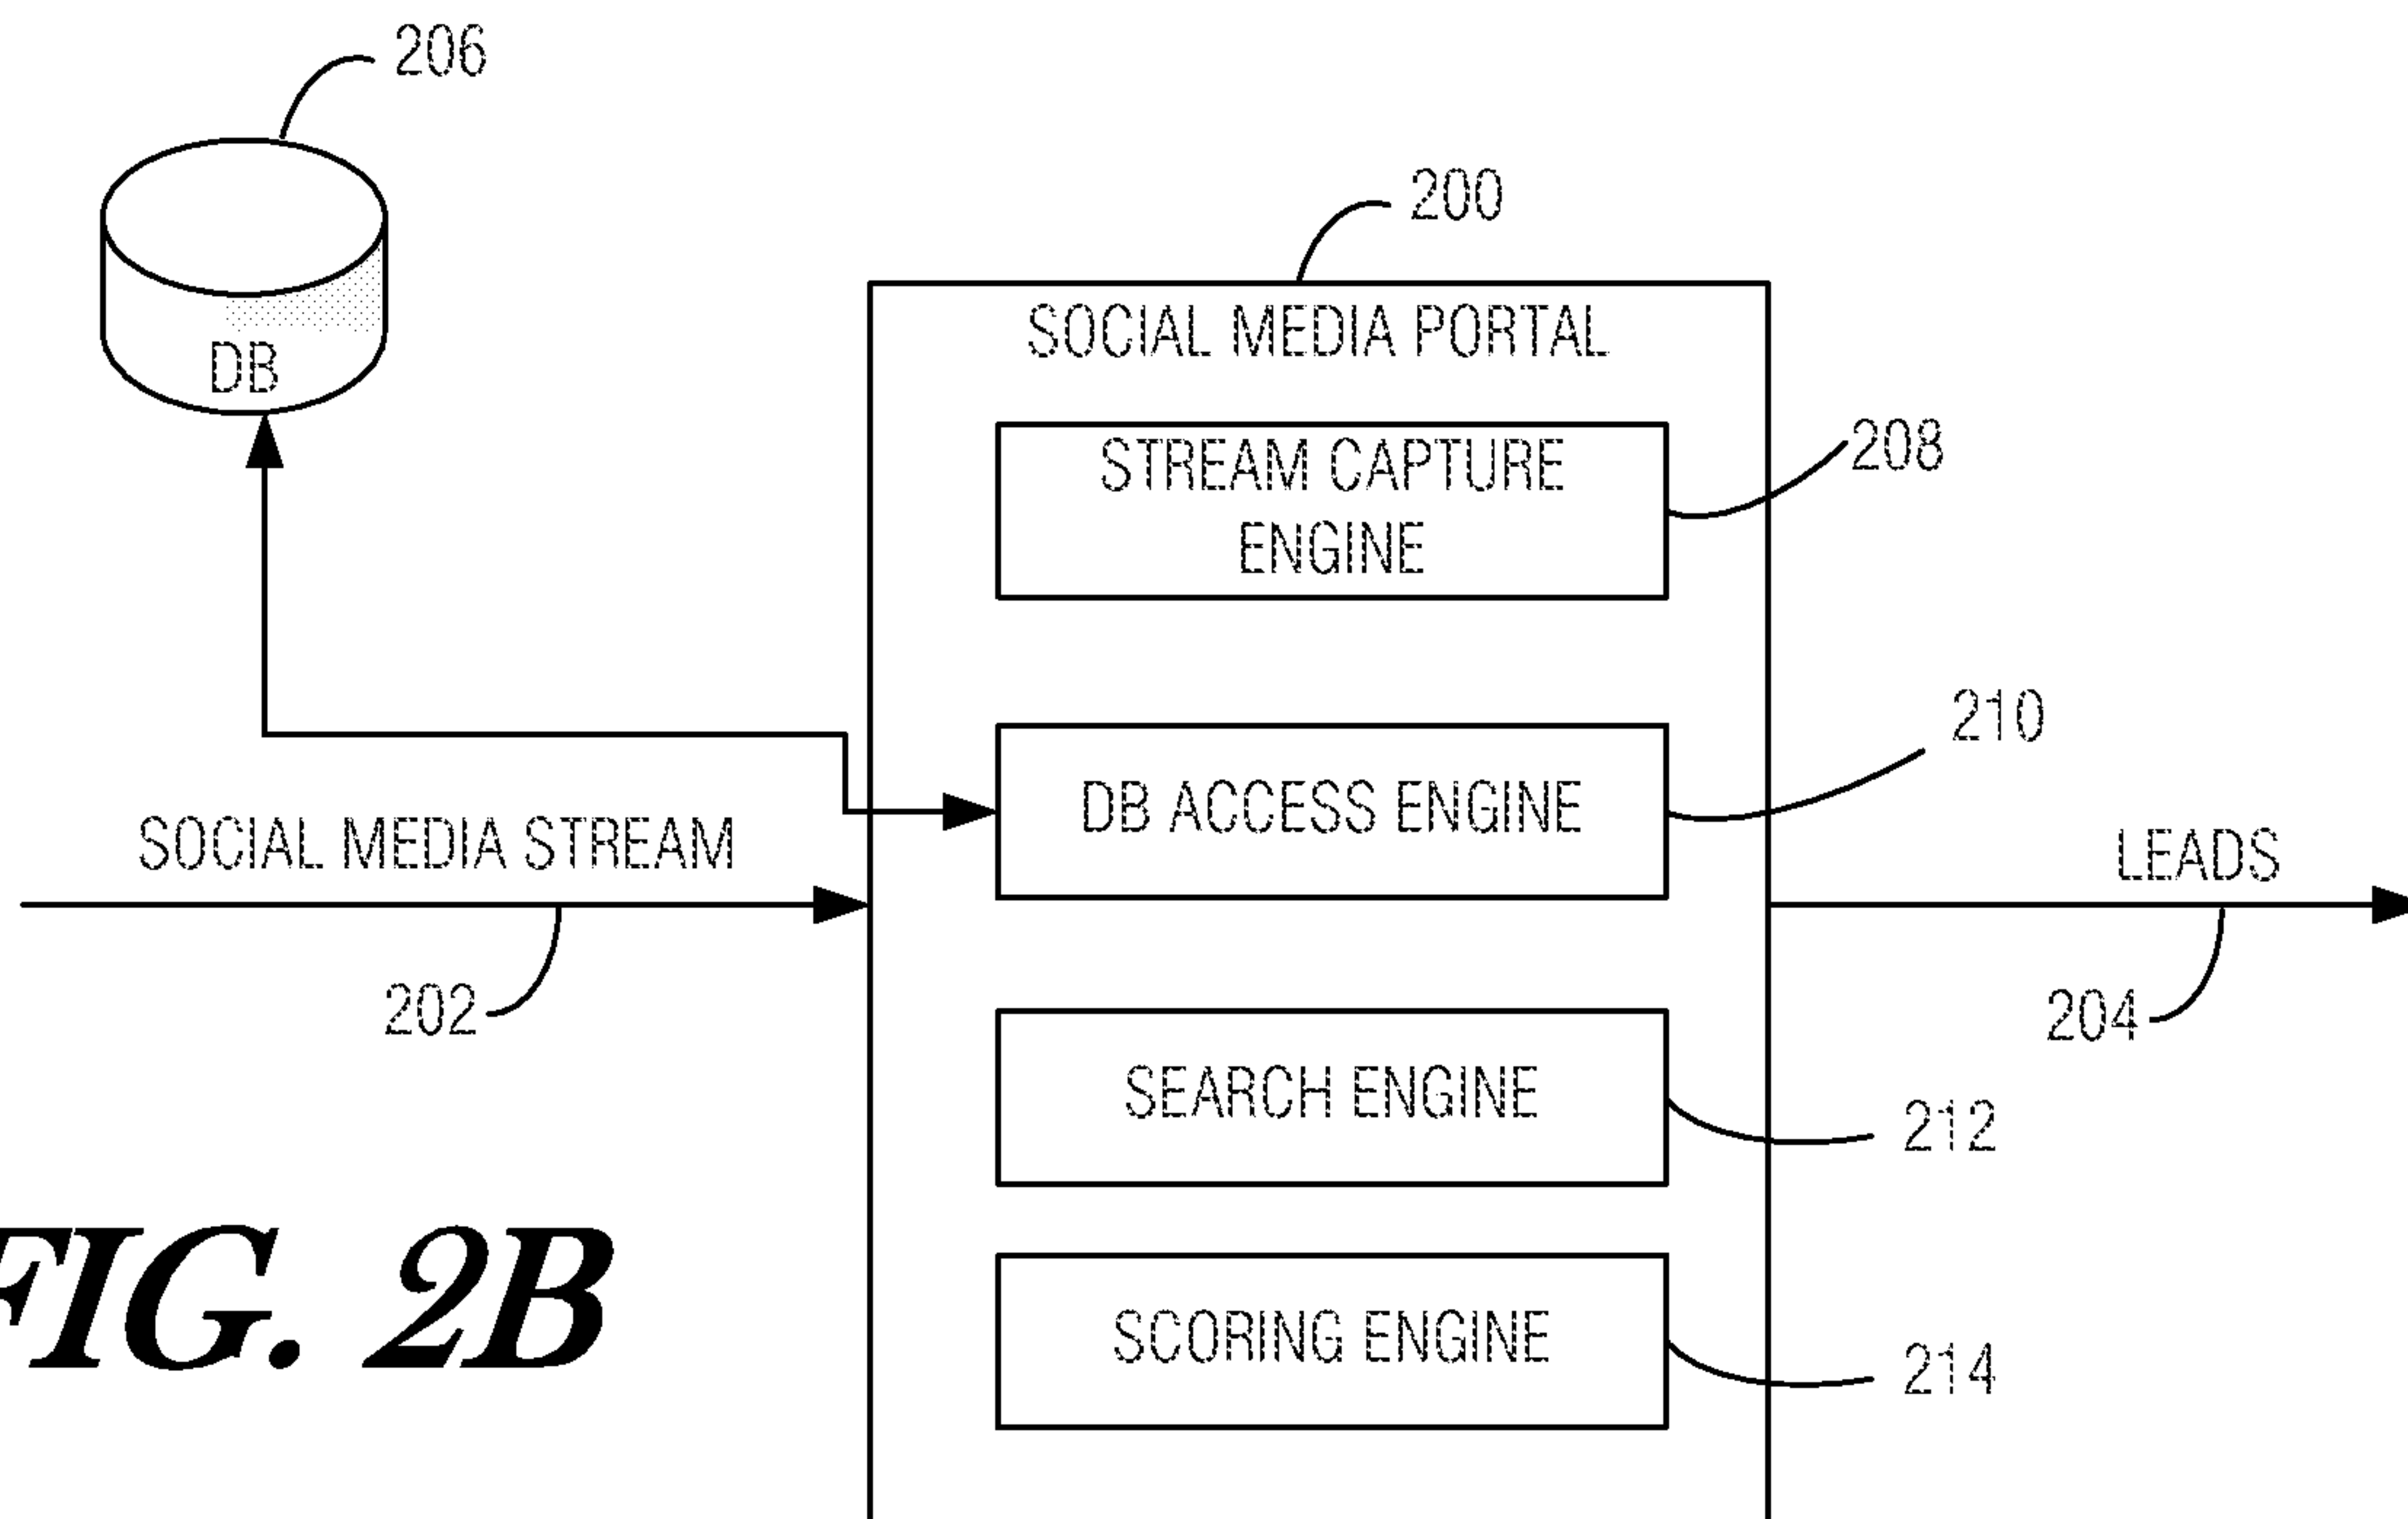 206
200
SOCIAL MEDIA PORTAL
DB
STREAM CAPTURE
ENGINE
208
210
DB ACCESS ENGINE
SOCIAL MEDIA STREAM
LEADS
202
204
SEARCH ENGINE
212
FIG. 2B
SCORING ENGINE
214